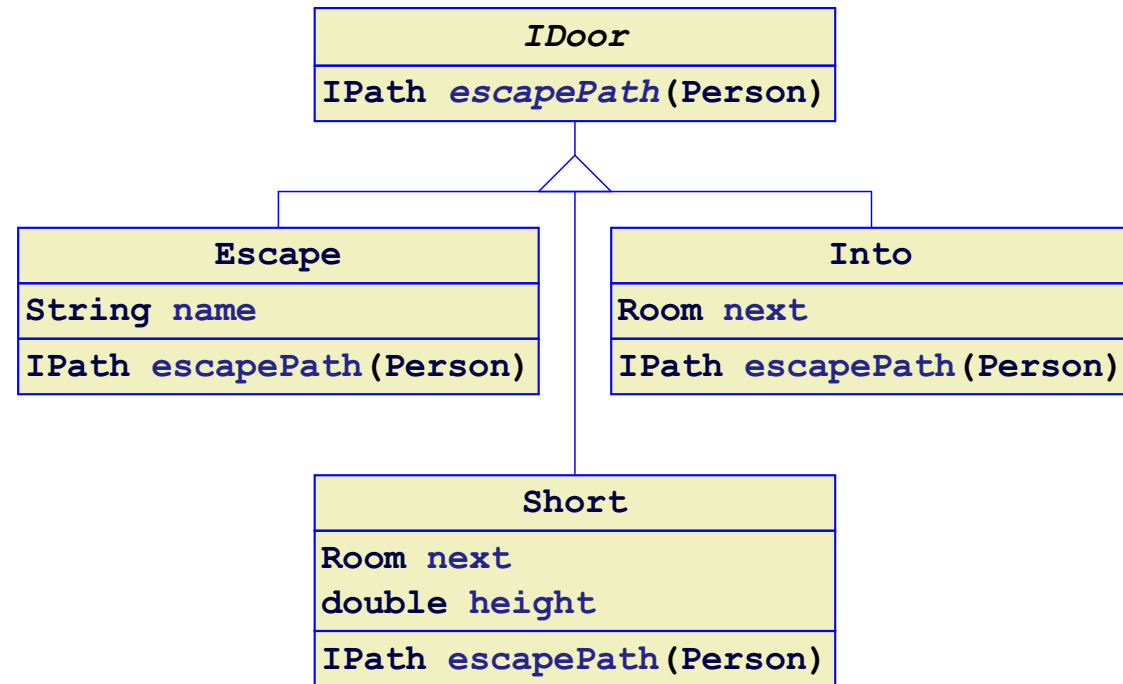 IDoor
IPath escapePath(Person)
Escape
String name
IPath escapePath(Person)
Into
Room next
IPath escapePath(Person)
Short
Room next
double height
IPath escapePath(Person)